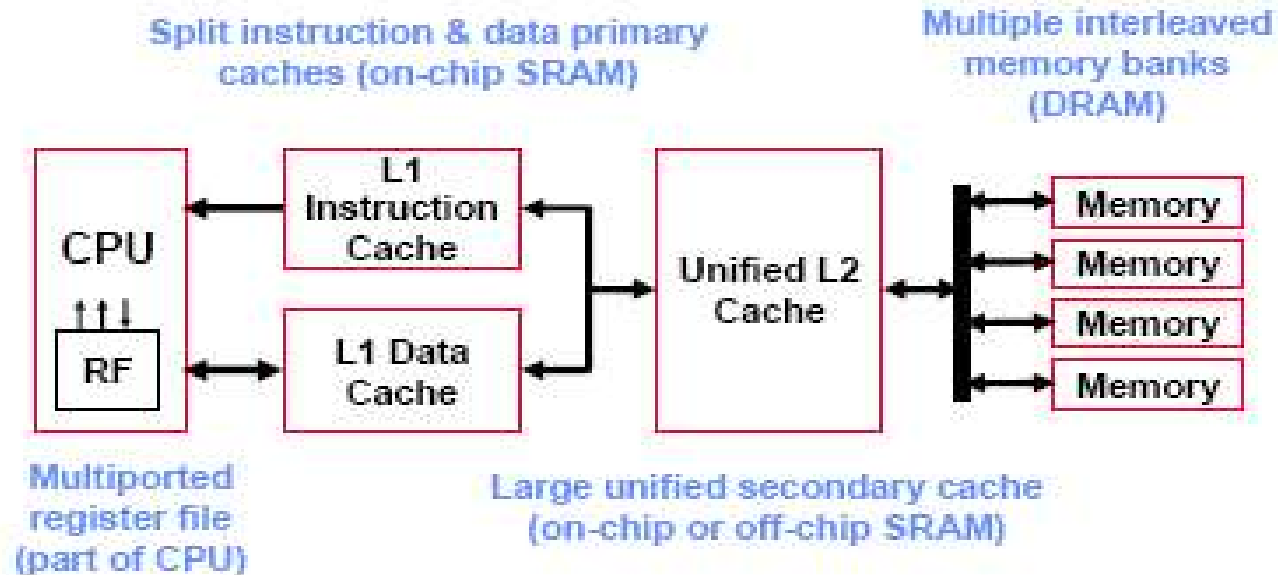 Split instruction & data primary
caches (on-chip SRAM)
Multiple interleaved
memory banks
(DRAM)
CPU
RF
L1
Instruction
Cache
L1 Data
Cache
Unified L2
Cache
Memory
Memory
Memory
Memory
Multiported
register file
(part of CPU)
Large unified secondary cache
(on-chip or off-chip SRAM)